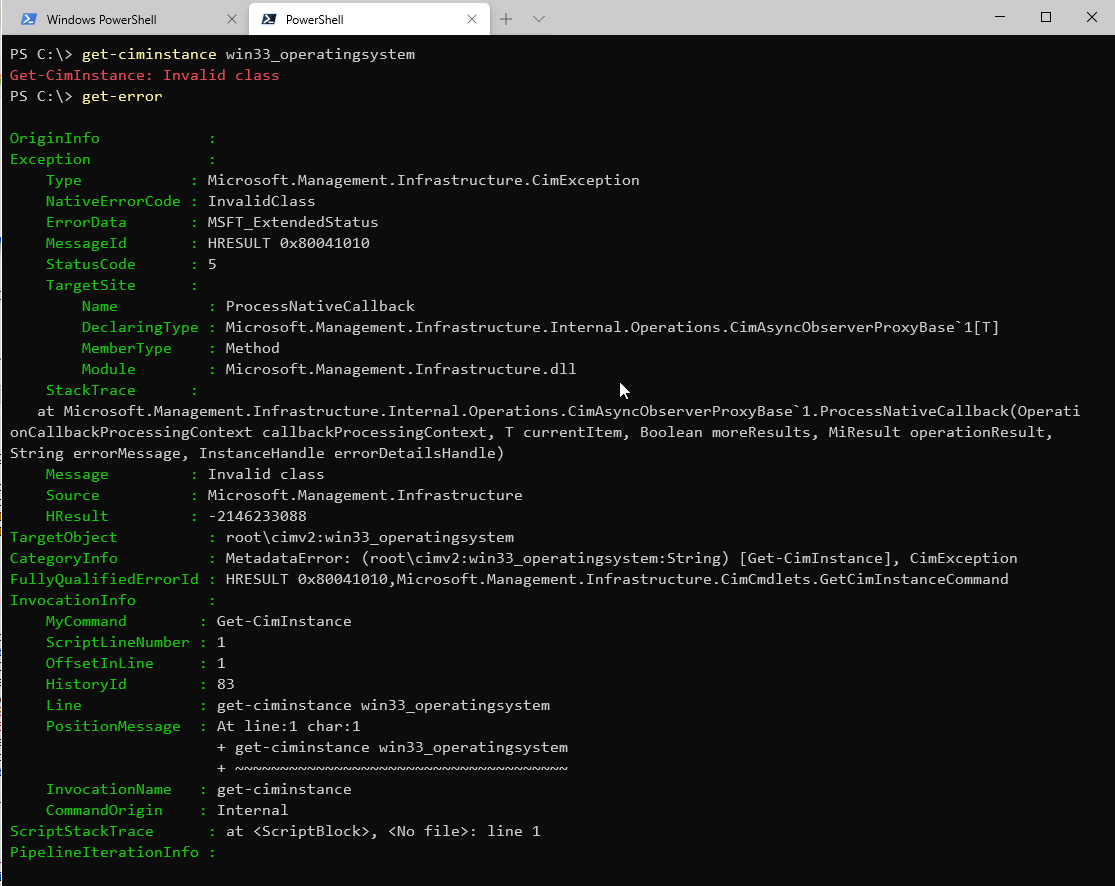 Windows PowerShell
PowerShell
PS C:\> get-ciminstance win33_operatingsystem
Get-CimInstance: Invalid class
PS C:\> get-error
OriginInfo            :
Exception             :
    Type            : Microsoft.Management.Infrastructure.CimException
    NativeErrorCode : InvalidClass
    ErrorData       : MSFT_ExtendedStatus
    MessageId       : HRESULT 0x80041010
    StatusCode      : 5
    TargetSite      :
        Name          : ProcessNativeCallback
        DeclaringType : Microsoft.Management.Infrastructure.Internal.Operations.CimAsyncObserverProxyBase`1[T]
        MemberType    : Method
        Module        : Microsoft.Management.Infrastructure.dll
    StackTrace      :
   at Microsoft.Management.Infrastructure.Internal.Operations.CimAsyncObserverProxyBase`1.ProcessNativeCallback(Operati
onCallbackProcessingContext callbackProcessingContext, T currentItem, Boolean moreResults, MiResult operationResult,
String errorMessage, InstanceHandle errorDetailsHandle)
    Message         : Invalid class
    Source          : Microsoft.Management.Infrastructure
    HResult         : -2146233088
TargetObject          : root\cimv2:win33_operatingsystem
CategoryInfo          : MetadataError: (root\cimv2:win33_operatingsystem:String) [Get-CimInstance], CimException
FullyQualifiedErrorId : HRESULT 0x80041010,Microsoft.Management.Infrastructure.CimCmdlets.GetCimInstanceCommand
InvocationInfo        :
    MyCommand        : Get-CimInstance
    ScriptLineNumber : 1
    OffsetInLine     : 1
    HistoryId        : 83
    Line             : get-ciminstance win33_operatingsystem
    PositionMessage  : At line:1 char:1
                       + get-ciminstance win33_operatingsystem
                       + ~~~~~~~~~~~~~~~~~~~~~~~~~~~~~~~~~~~~~
    InvocationName   : get-ciminstance
    CommandOrigin    : Internal
ScriptStackTrace      : at <ScriptBlock>, <No file>: line 1
PipelineIterationInfo :